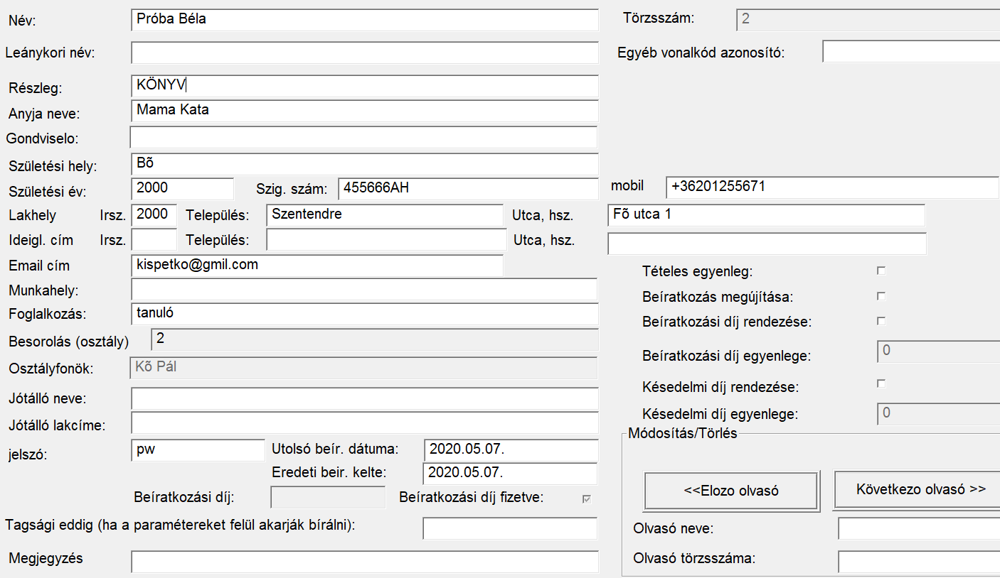 Név: Próba Béla Törzsszám: 2
Leánykori név: Egyéb vonalkód azonosító:
Részleg: KÖNYV
Anyja neve: Mama Kata
Gondviselo:
Születési hely: Bõ
Születési év: 2000 Szig. szám: 455666AH mobil +36201255671
Lakhely Irsz. 2000 Település: Szentendre Utca, hsz. Fõ utca 1
Ideigl. cím Irsz. Település: Utca, hsz.
Email cím kispetko@gmil.com
Tételes egyenleg:
Munkahely:
Beíratkozás megújítása:
Foglalkozás: tanuló
Beíratkozási díj rendezése:
Besorolás (osztály) 2
Beíratkozási díj egyenlege: 0
Osztályfonök: Kõ Pál
Késedelmi díj rendezése:
Jótálló neve:
Késedelmi díj egyenlege: 0
Jótálló lakcíme:
Módosítás/Törlés
jelszó: pw Utolsó beír. dátuma: 2020.05.07.
Eredeti beir. kelte: 2020.05.07.
<<Elozo olvasó Következo olvasó >>
Beíratkozási díj: Beíratkozási díj fizetve:
Tagsági eddig (ha a paramétereket felül akarják bírálni):
Olvasó neve:
Megjegyzés
Olvasó törzsszáma: